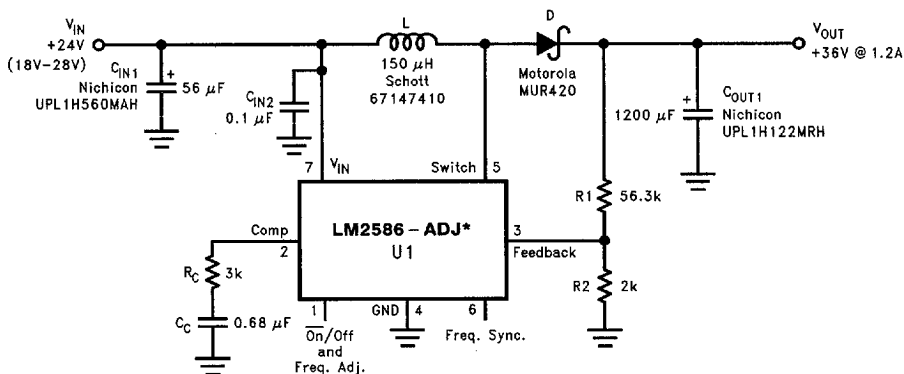 V_IN
+24V
(18V–28V)
C_IN1
Nichicon
UPL1H560MAH
+
56 μF
C_IN2
0.1 μF
L
150 μH
Schott
67147410
D
Motorola
MUR420
V_OUT
+36V @ 1.2A
1200 μF
+
C_OUT1
Nichicon
UPL1H122MRH
7
V_IN
Switch
5
R1
56.3k
LM2586–ADJ*
U1
Comp
2
3
Feedback
R_C
3k
R2
2k
C_C
0.68 μF
1
GND
4
6
O̅n̅/Off
and
Freq. Adj.
Freq. Sync.